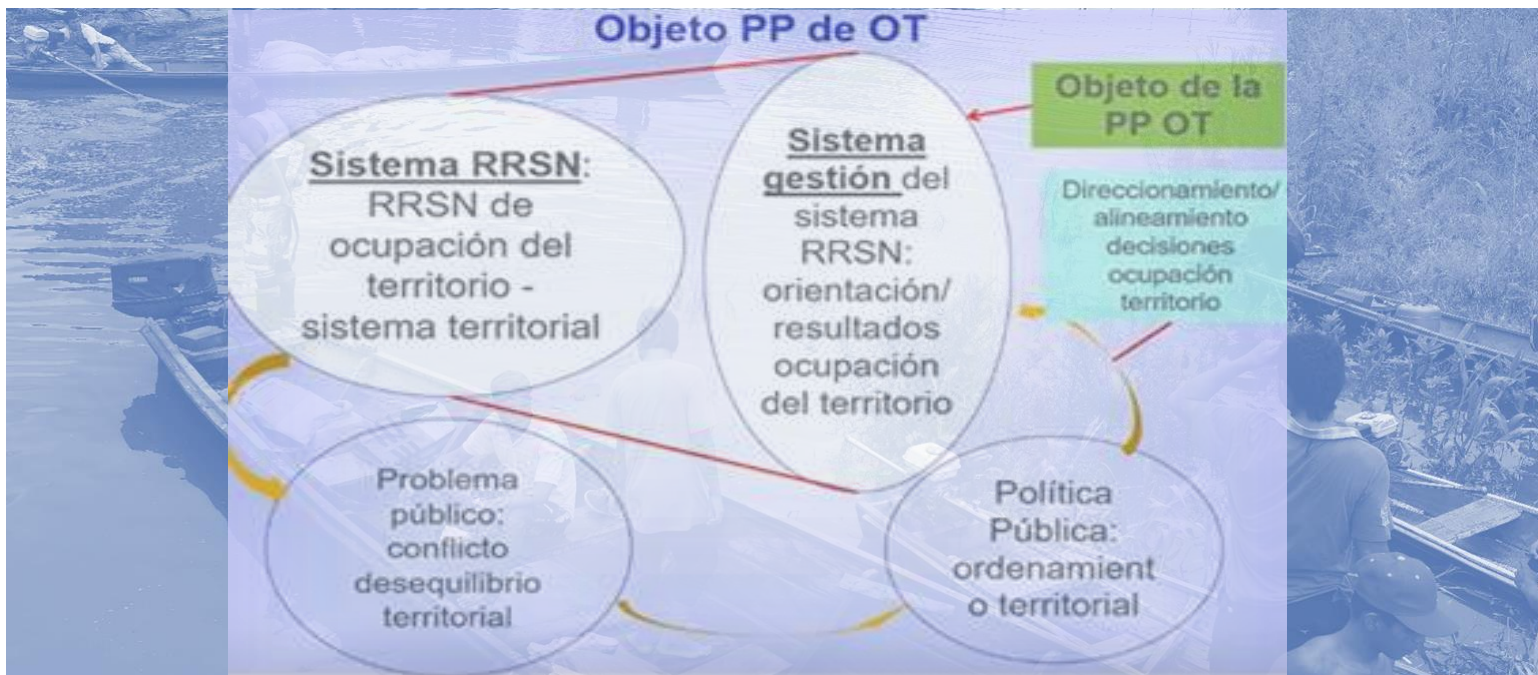 Objeto PP de OT
Sistema RRSN:
RRSN de
ocupación del
territorio -
sistema territorial
Sistema
gestión del
sistema
RRSN:
orientación/
resultados
ocupación
del territorio
Objeto de la
PP OT
Direccionamiento/
alineamiento
decisiones
ocupación
territorio
Problema
público:
conflicto
desequilibrio
territorial
Política
Pública:
ordenamient
o territorial